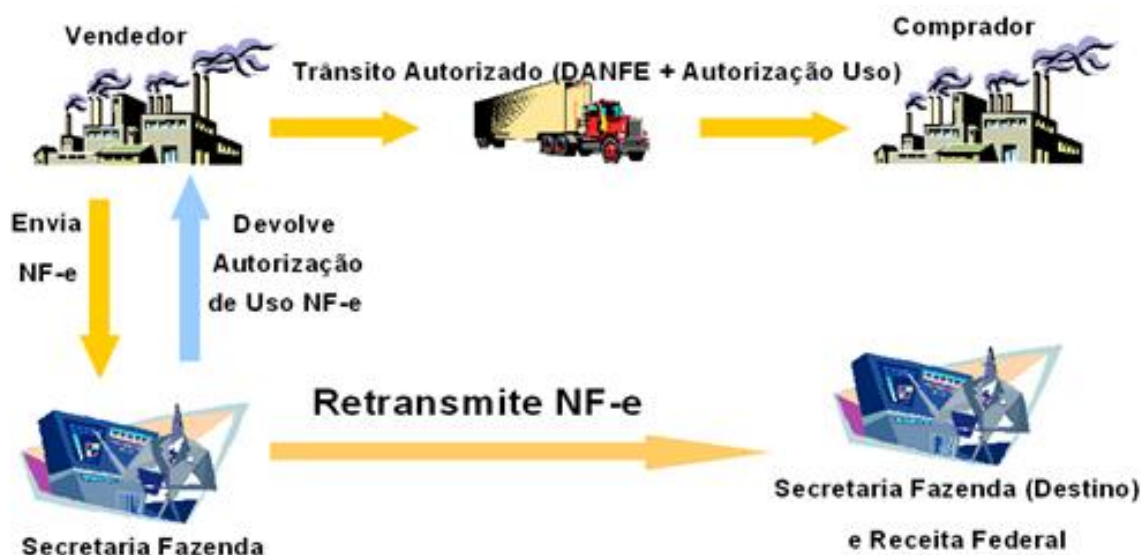 Vendedor
Comprador
Trânsito Autorizado (DANFE + Autorização Uso)
Envia
NF-e
Devolve
Autorização
de Uso NF-e
Retransmite NF-e
Secretaria Fazenda
Secretaria Fazenda (Destino)
e Receita Federal